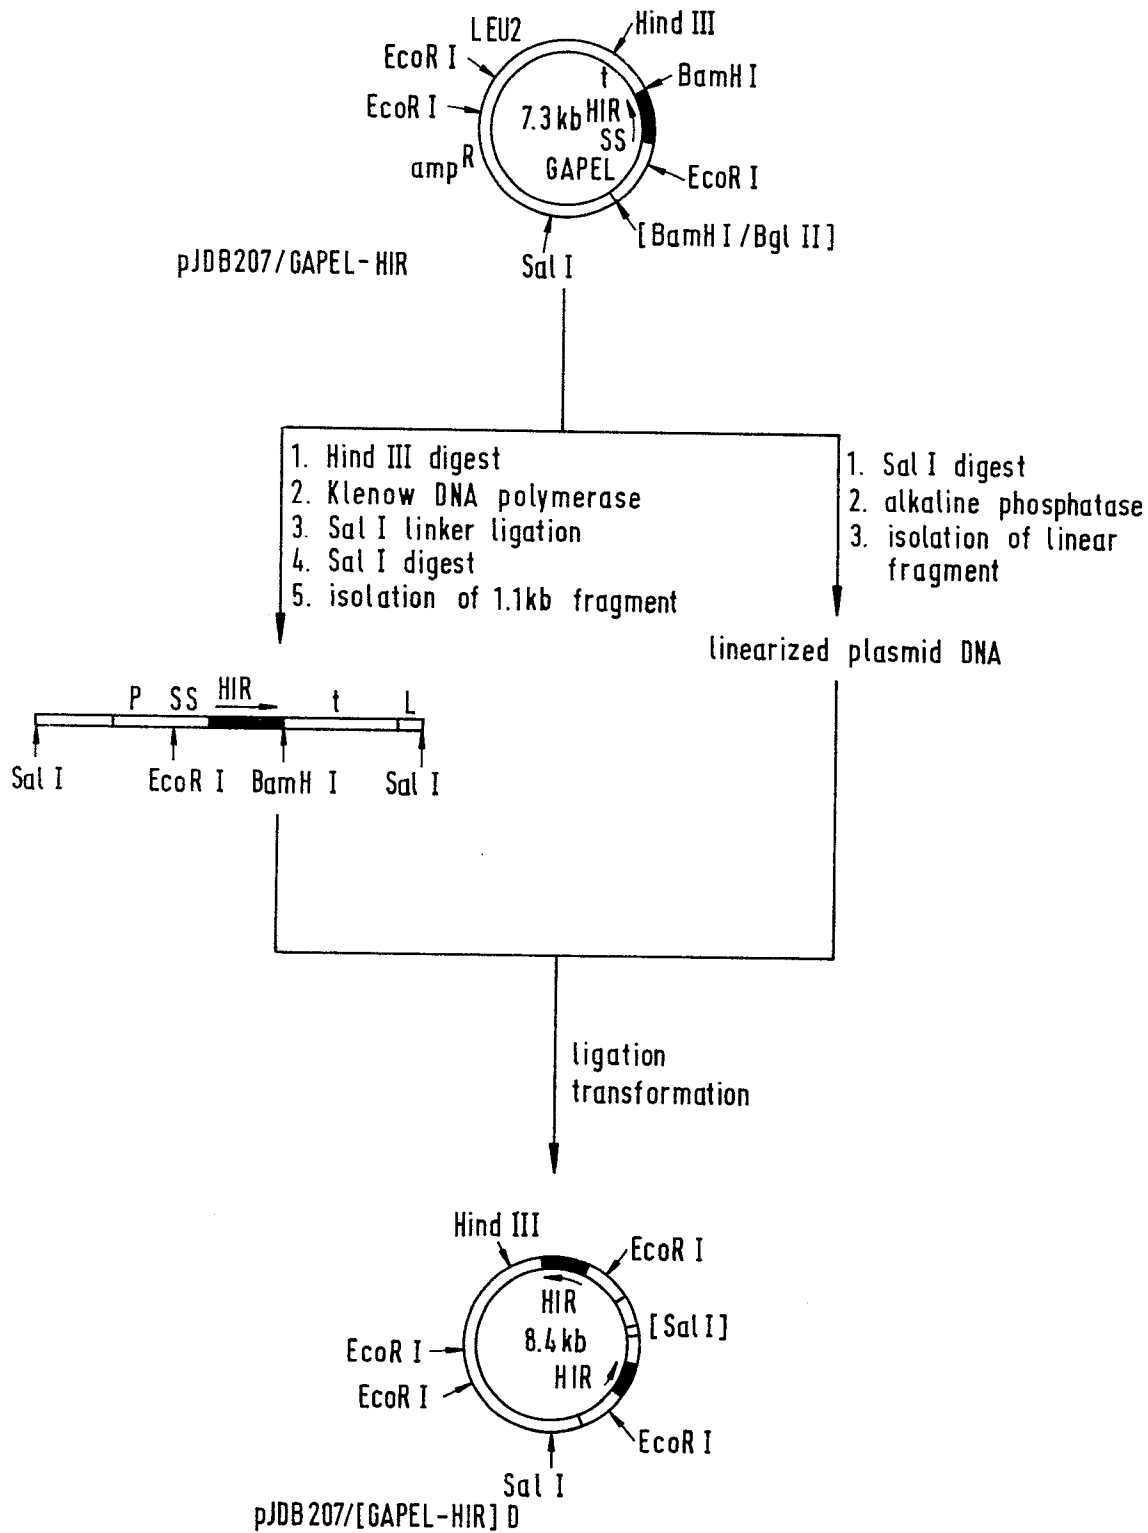 LEU2
Hind III
EcoR I
BamH I
t
EcoR I
7.3 kb
HIR
SS
amp R
GAPEL
EcoR I
[BamH I / Bgl II]
pJDB207/GAPEL-HIR
Sal I
1. Hind III digest
2. Klenow DNA polymerase
3. Sal I linker ligation
4. Sal I digest
5. isolation of 1.1kb fragment
1. Sal I digest
2. alkaline phosphatase
3. isolation of linear
fragment
linearized plasmid DNA
P SS HIR t L
Sal I EcoR I BamH I Sal I
ligation
transformation
Hind III
EcoR I
HIR
[Sal I]
8.4 kb
EcoR I
HIR
EcoR I
EcoR I
Sal I
pJDB207/[GAPEL-HIR] D